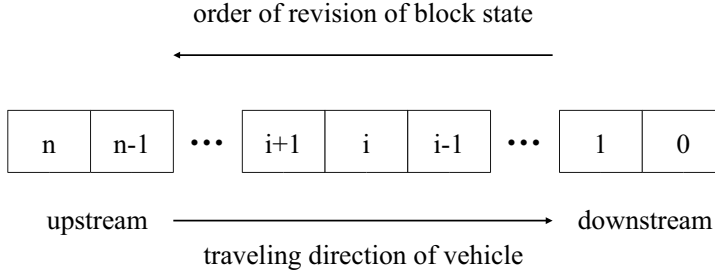 order of revision of block state
n n-1 ••• i+1 i i-1 ••• 1 0
upstream downstream
traveling direction of vehicle